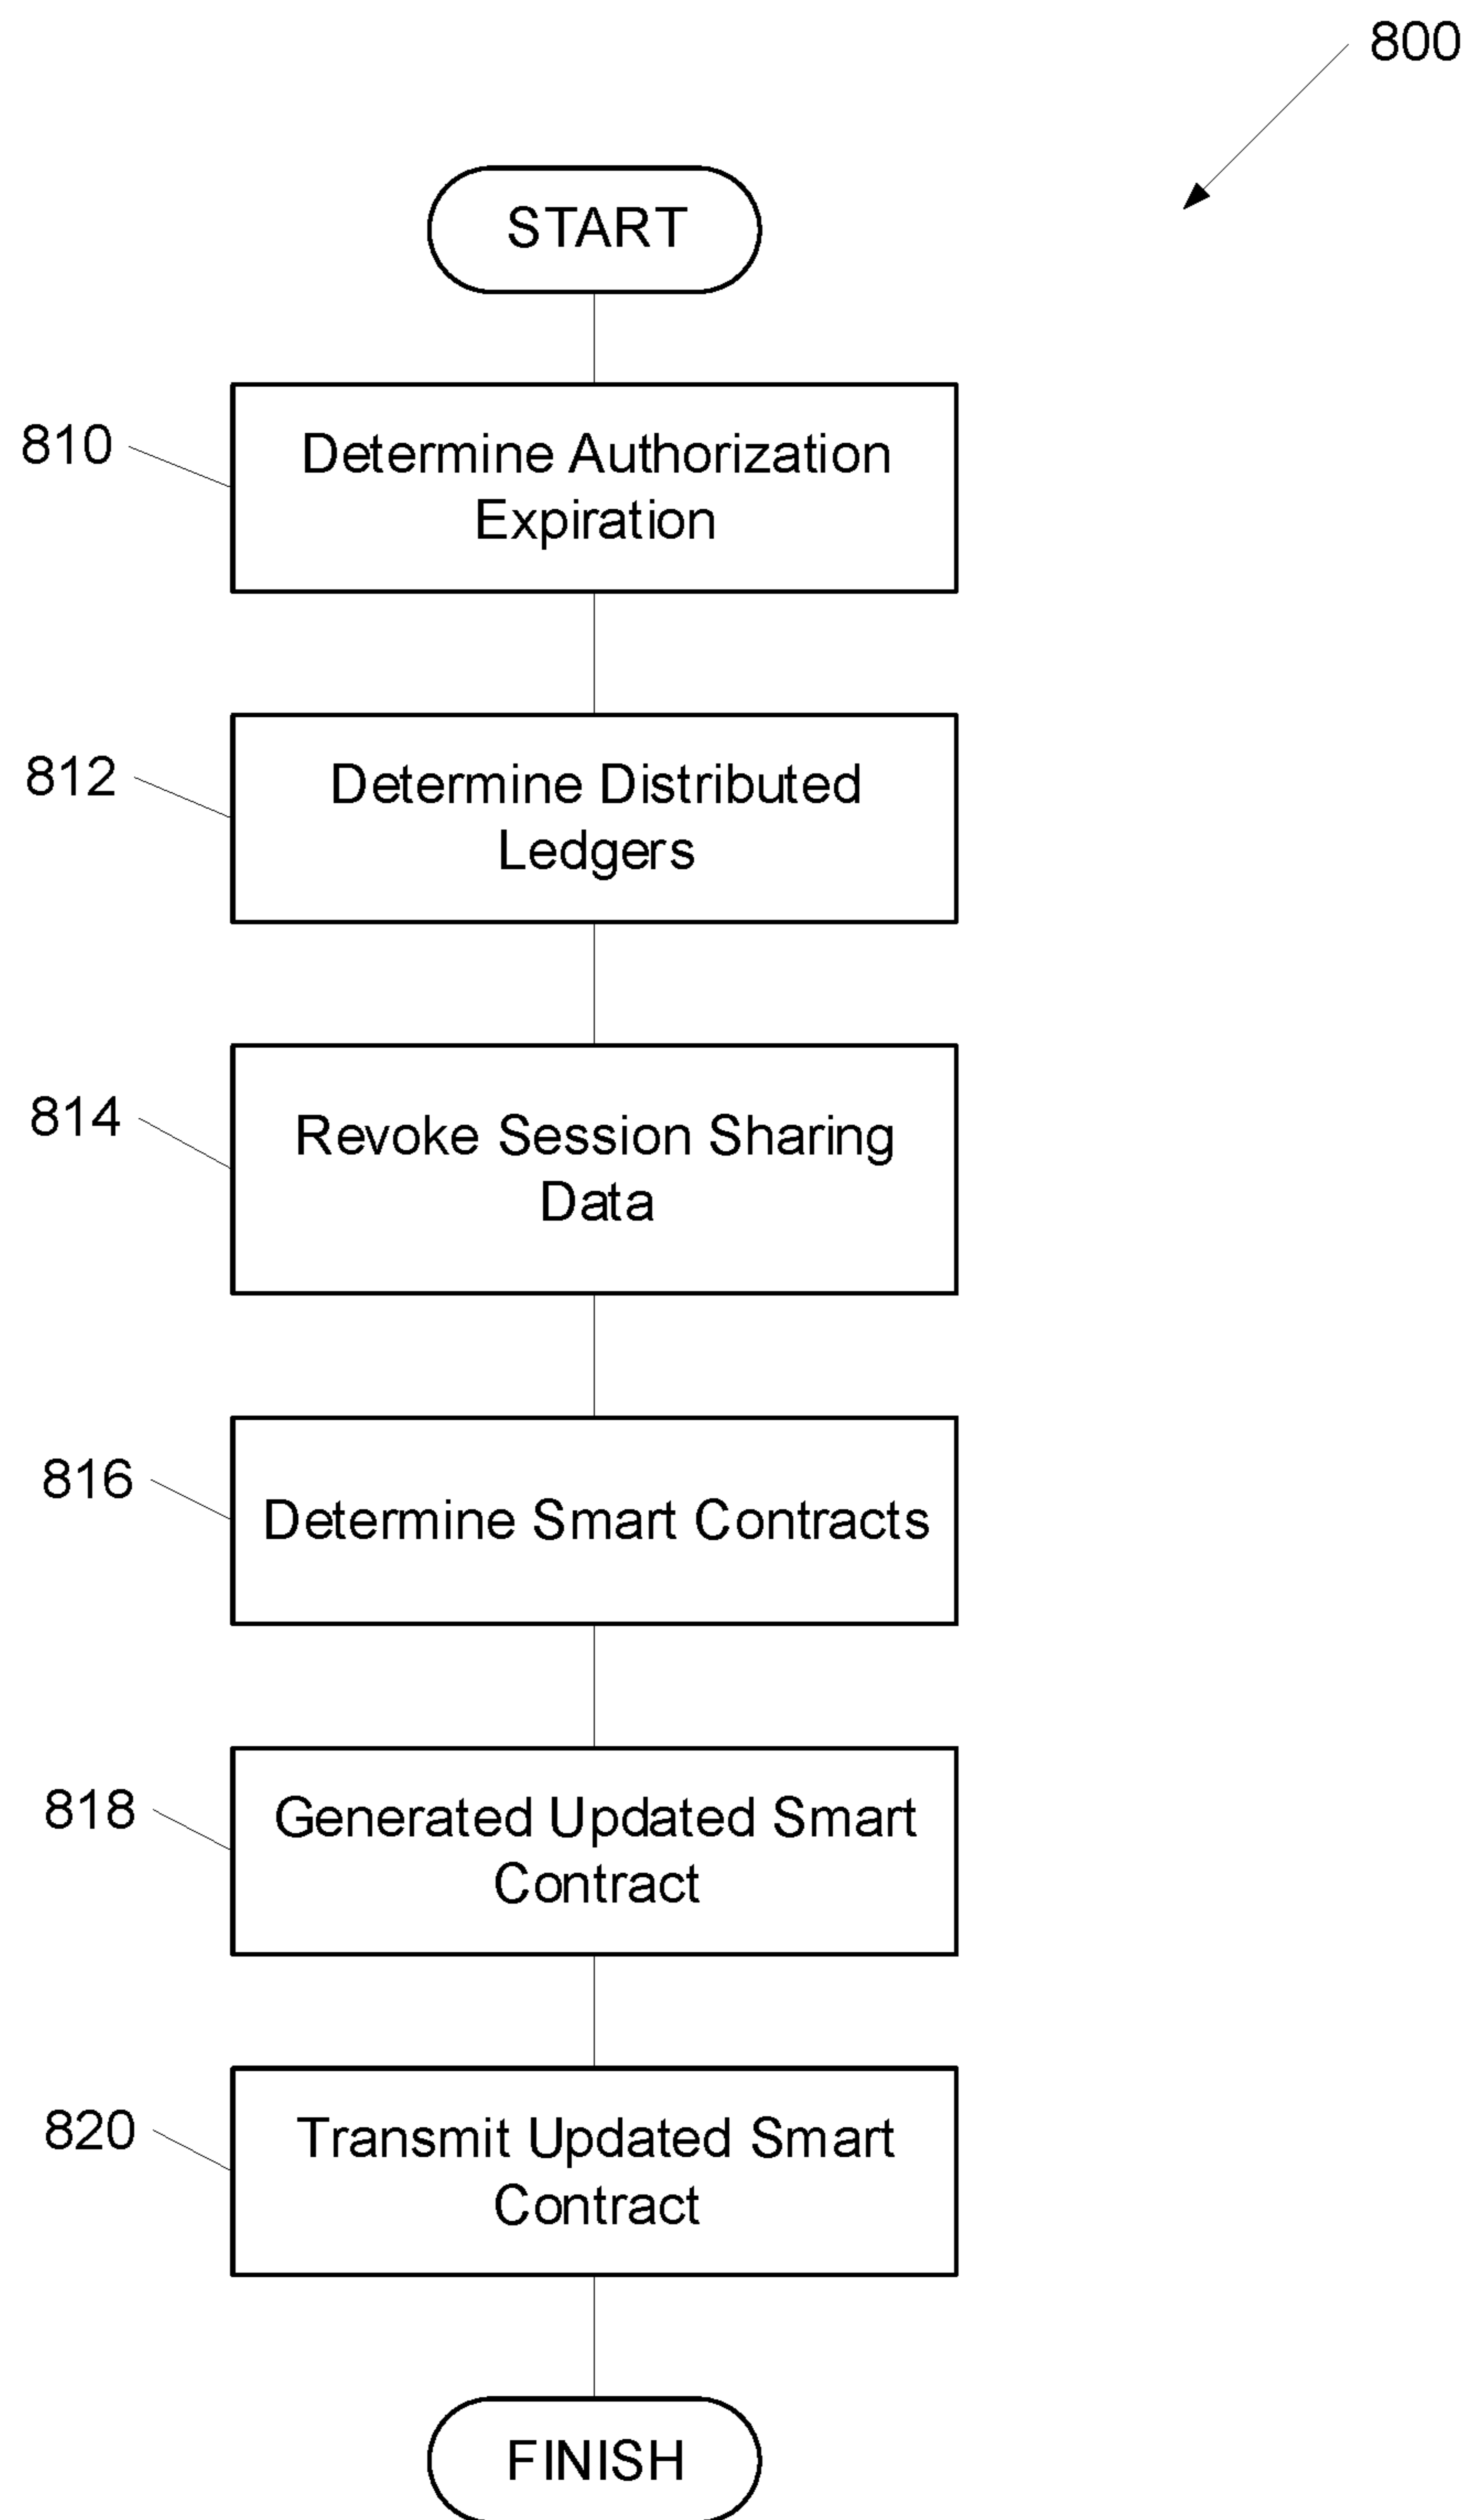 800
START
810
Determine Authorization
Expiration
812
Determine Distributed
Ledgers
814
Revoke Session Sharing
Data
816
Determine Smart Contracts
818
Generated Updated Smart
Contract
820
Transmit Updated Smart
Contract
FINISH